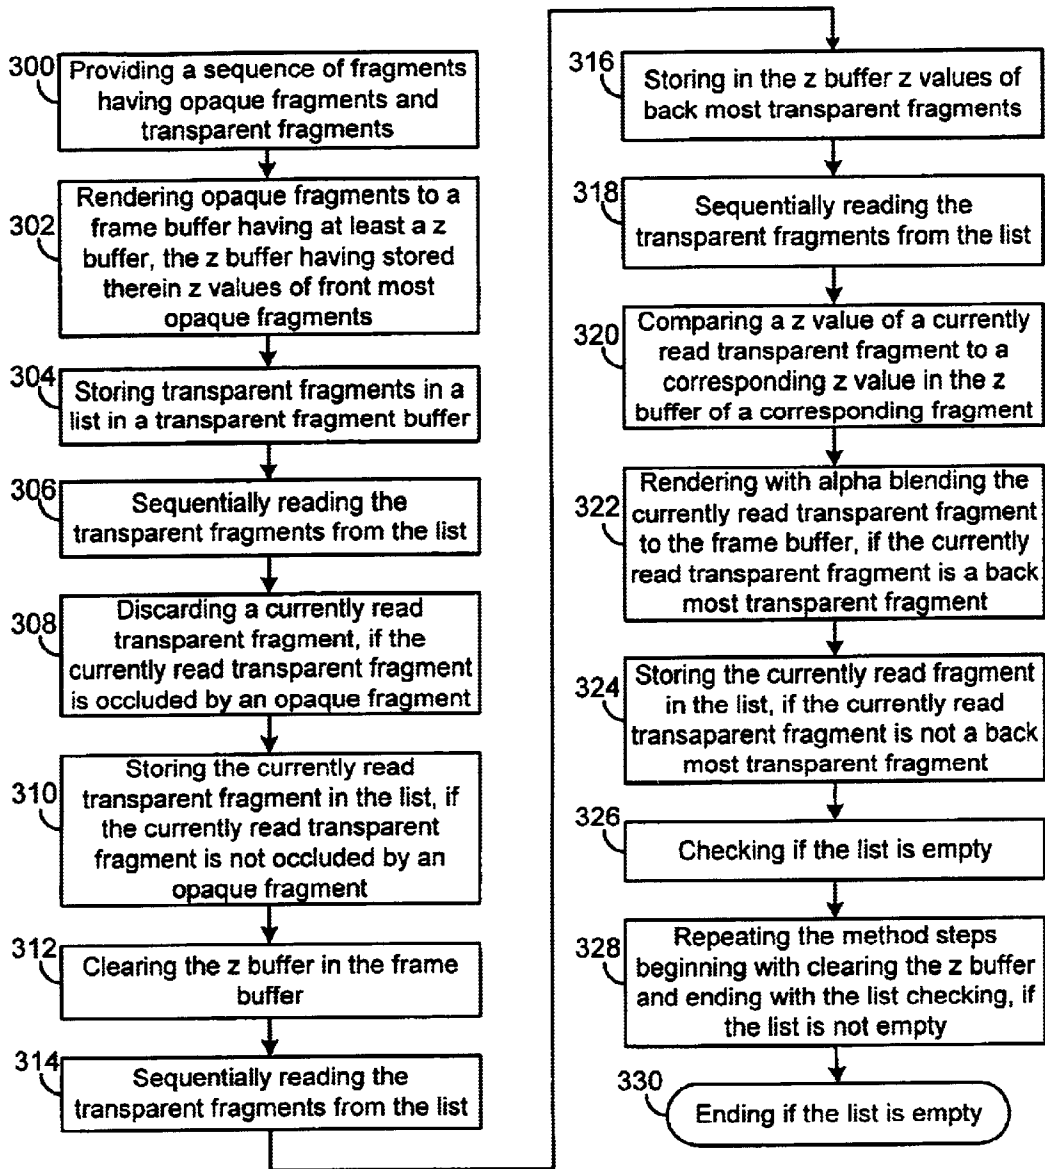 300
Providing a sequence of fragments
having opaque fragments and
transparent fragments
302
Rendering opaque fragments to a
frame buffer having at least a z
buffer, the z buffer having stored
therein z values of front most
opaque fragments
304
Storing transparent fragments in a
list in a transparent fragment buffer
306
Sequentially reading the
transparent fragments from the list
308
Discarding a currently read
transparent fragment, if the
currently read transparent fragment
is occluded by an opaque fragment
310
Storing the currently read
transparent fragment in the list, if
the currently read transparent
fragment is not occluded by an
opaque fragment
312
Clearing the z buffer in the frame
buffer
314
Sequentially reading the
transparent fragments from the list
316
Storing in the z buffer z values of
back most transparent fragments
318
Sequentially reading the
transparent fragments from the list
320
Comparing a z value of a currently
read transparent fragment to a
corresponding z value in the z
buffer of a corresponding fragment
322
Rendering with alpha blending the
currently read transparent fragment
to the frame buffer, if the currently
read transparent fragment is a back
most transparent fragment
324
Storing the currently read fragment
in the list, if the currently read
transaparent fragment is not a back
most transparent fragment
326
Checking if the list is empty
328
Repeating the method steps
beginning with clearing the z buffer
and ending with the list checking, if
the list is not empty
330
Ending if the list is empty